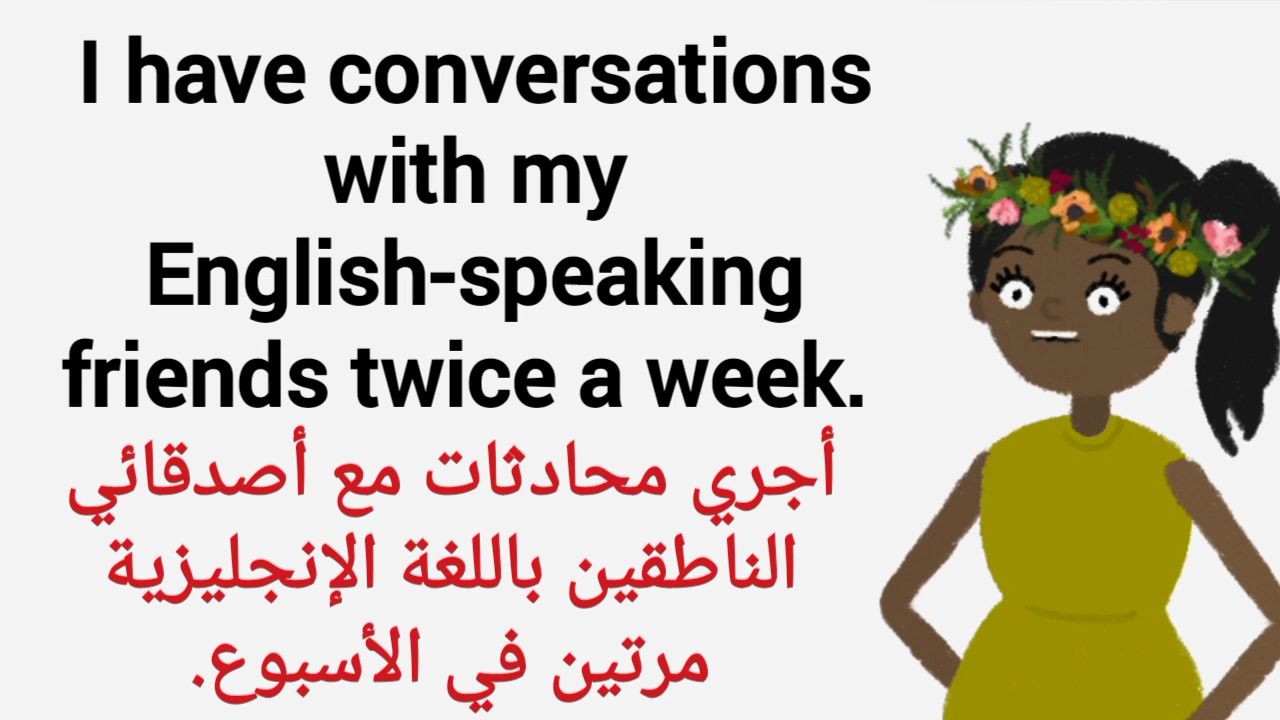 I have conversations
with my
English-speaking
friends twice a week.
أجري محادثات مع أصدقائي
الناطقين باللغة الإنجليزية
مرتين في الأسبوع.